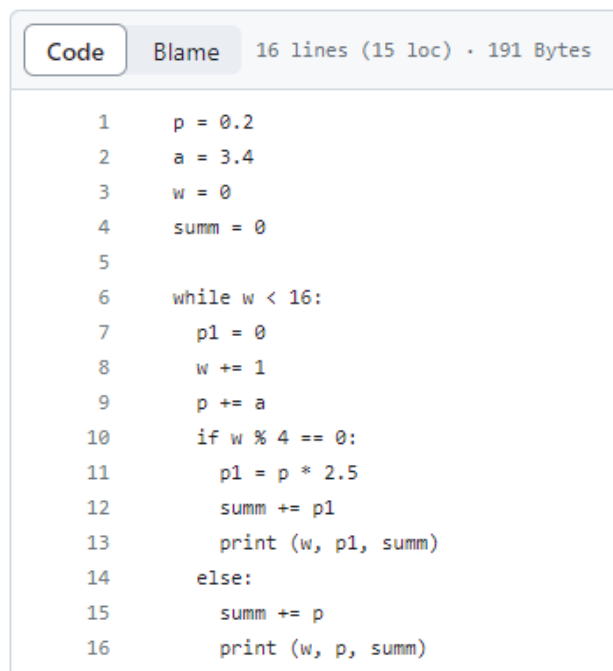 Code Blame 16 lines (15 loc) · 191 Bytes
1 p = 0.2
2 a = 3.4
3 w = 0
4 summ = 0
5
6 while w < 16:
7   p1 = 0
8   w += 1
9   p += a
10   if w % 4 == 0:
11     p1 = p * 2.5
12     summ += p1
13     print (w, p1, summ)
14   else:
15     summ += p
16     print (w, p, summ)